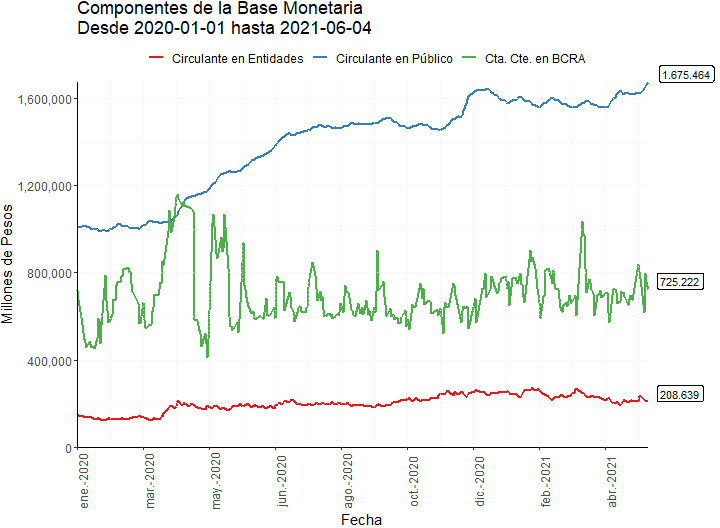 Componentes de la Base Monetaria
Desde 2020-01-01 hasta 2021-06-04
Circulante en Entidades Circulante en Público Cta. Cte. en BCRA
Millones de Pesos
1,600,000
1,200,000
800,000
400,000
0
1.675.464
725.222
208.639
ene.-2020 mar.-2020 may.-2020 jun.-2020 ago.-2020 oct.-2020 dic.-2020 feb.-2021 abr.-2021
Fecha